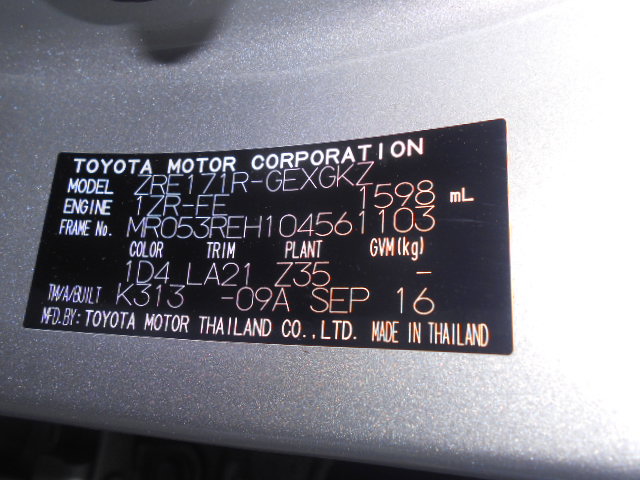 TOYOTA MOTOR CORPORATION
MODEL ZRE171R-GEXGKZ
ENGINE 1ZR-FE 1598 mL
FRAME No. MR053REH104561103
COLOR TRIM PLANT GVM(kg)
1D4 LA21 Z35 -
TM/A/BUILT K313 -09A SEP 16
MFD.BY: TOYOTA MOTOR THAILAND CO.,LTD. MADE IN THAILAND